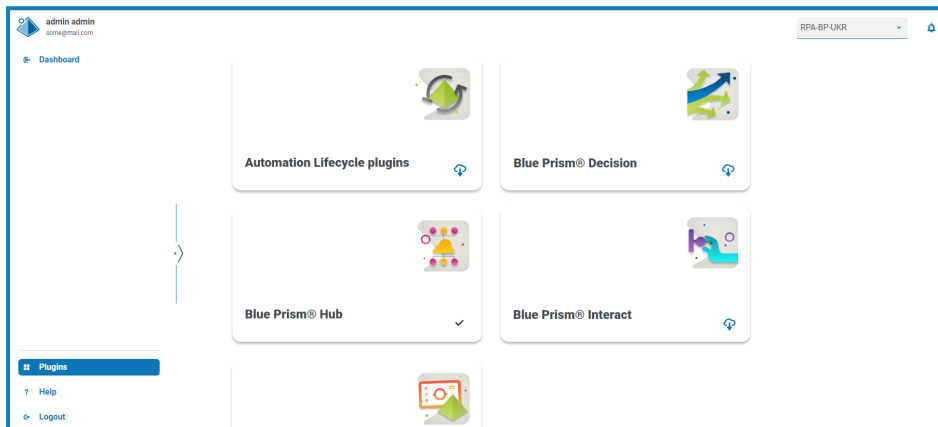 admin admin
some@mail.com
RPA-BP-UKR
Dashboard
Automation Lifecycle plugins
Blue Prism® Decision
Blue Prism® Hub
Blue Prism® Interact
Plugins
? Help
Logout